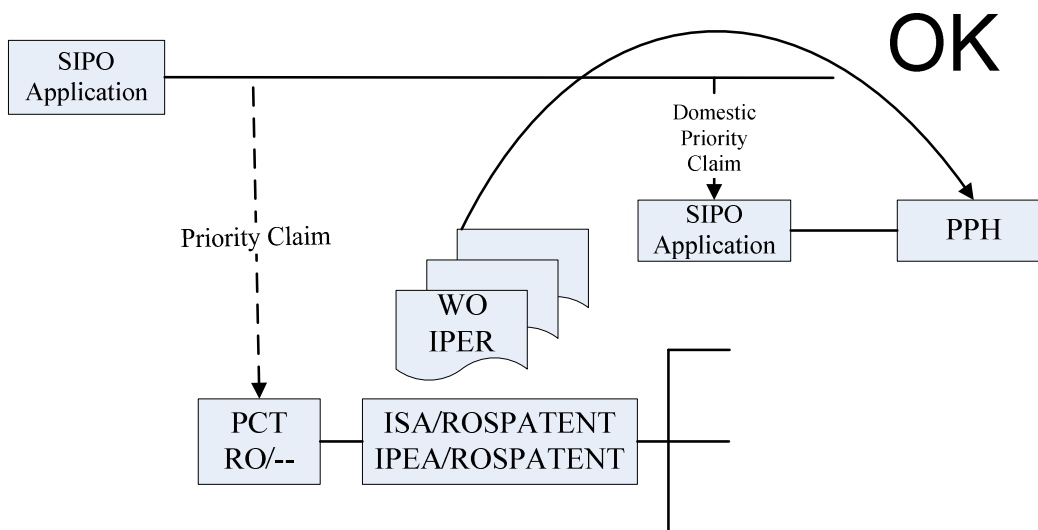 OK
SIPO
Application
Domestic
Priority
Claim
SIPO
Application
PPH
Priority Claim
WO
IPER
PCT
RO/--
ISA/ROSPATENT
IPEA/ROSPATENT